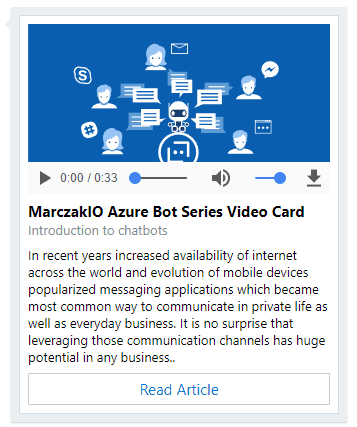 0:00 / 0:33
MarczakIO Azure Bot Series Video Card
Introduction to chatbots
In recent years increased availability of internet
across the world and evolution of mobile devices
popularized messaging applications which became
most common way to communicate in private life as
well as everyday business. It is no surprise that
leveraging those communication channels has huge
potential in any business..
Read Article